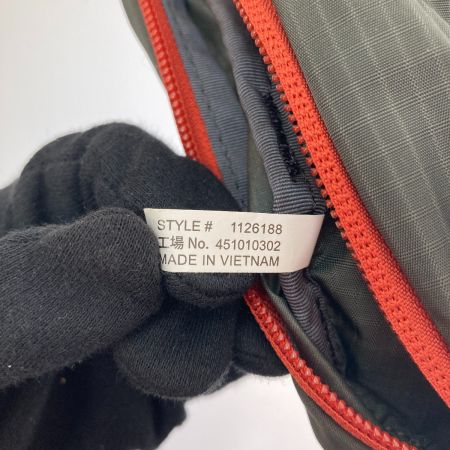 STYLE # 1126188
工場 No. 451010302
MADE IN VIETNAM